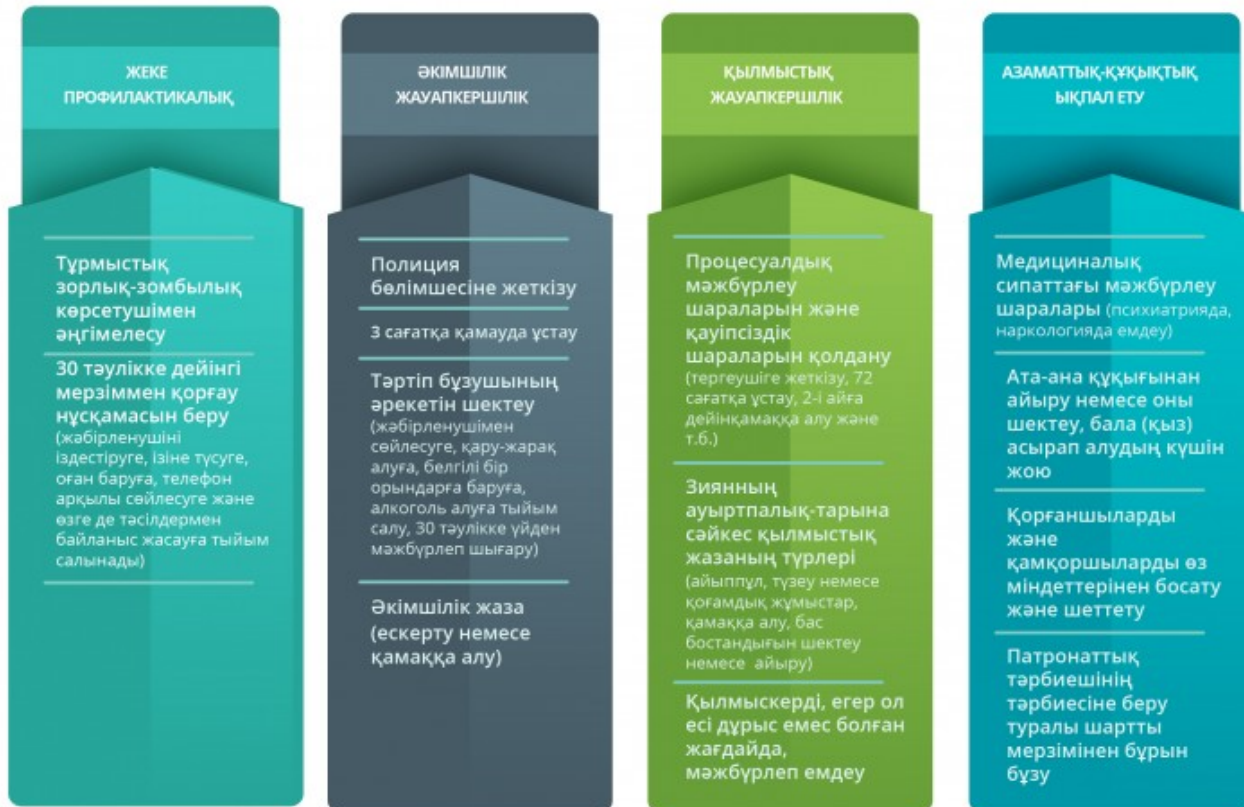 ЖЕКЕ
ПРОФИЛАКТИКАЛЫҚ
Тұрмыстық
зорлық-зомбылық
көрсетушімен
әңгімелесу
30 тәулікке дейінгі
мерзіммен қорғау
нұсқамасын беру
(жәбірленушіні
іздестіруге, ізіне түсуге,
оған баруға, телефон
арқылы сөйлесуге және
өзге де тәсілдермен
байланыс жасауға тыйым
салынады)
ӘКІМШІЛІК
ЖАУАПКЕРШІЛІК
Полиция
бөлімшесіне жеткізу
3 сағатқа қамауда ұстау
Тәртіп бұзушының
әрекетін шектеу
(жәбірленушімен
сөйлесуге, қару-жарақ
алуға, белгілі бір
орындарға баруға,
алкоголь алуға тыйым
салу, 30 тәулікке үйден
мәжбүрлеп шығару)
Әкімшілік жаза
(ескерту немесе
қамаққа алу)
ҚЫЛМЫСТЫҚ
ЖАУАПКЕРШІЛІК
Процесуалдық
мәжбүрлеу
шараларын және
қауіпсіздік
шараларын қолдану
(тергеушіге жеткізу, 72
сағатқа ұстау, 2-і айға
дейінқамаққа алу және
т.б.)
Зиянның
ауыртпалық-тарына
сәйкес қылмыстық
жазаның түрлері
(айыппұл, түзеу немесе
қоғамдық жұмыстар,
қамаққа алу, бас
бостандығын шектеу
немесе айыру)
Қылмыскерді, егер ол
есі дұрыс емес болған
жағдайда,
мәжбүрлеп емдеу
АЗАМАТТЫҚ-ҚҰҚЫҚТЫҚ
ЫҚПАЛ ЕТУ
Медициналық
сипаттағы мәжбүрлеу
шаралары (психиатрияда,
наркологияда емдеу)
Ата-ана құқығынан
айыру немесе оны
шектеу, бала (қыз)
асырап алудың күшін
жою
Қорғаншыларды
және
қамқоршыларды өз
міндеттерінен босату
және шеттету
Патронаттық
тәрбиешінің
тәрбиесіне беру
туралы шартты
мерзімінен бұрын
бұзу